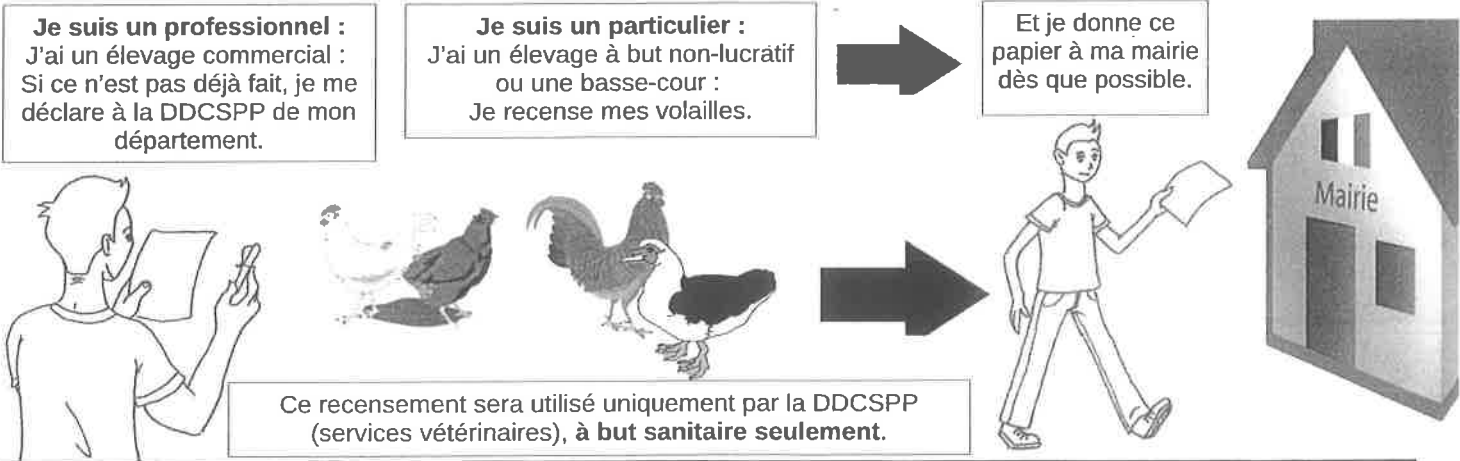 Je suis un professionnel :
J'ai un élevage commercial :
Si ce n'est pas déjà fait, je me
déclare à la DDCSPP de mon
département.
Je suis un particulier :
J'ai un élevage à but non-lucratif
ou une basse-cour :
Je recense mes volailles.
Et je donne ce
papier à ma mairie
dès que possible.
Mairie
Ce recensement sera utilisé uniquement par la DDCSPP
(services vétérinaires), à but sanitaire seulement.